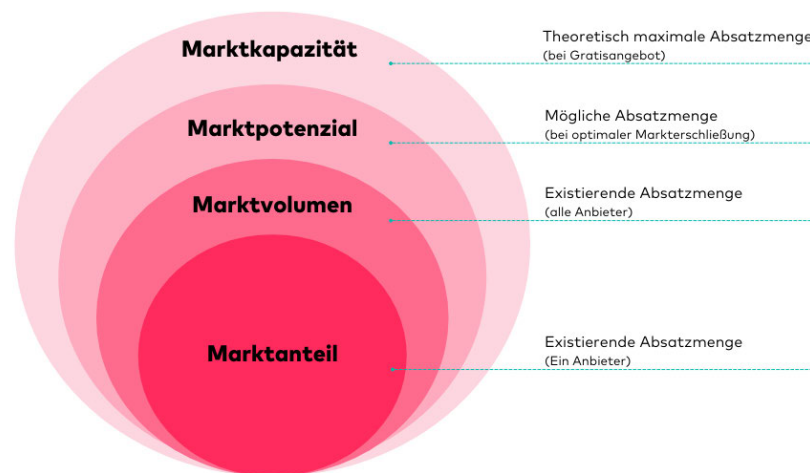 Marktkapazität
Theoretisch maximale Absatzmenge
(bei Gratisangebot)
Marktpotenzial
Mögliche Absatzmenge
(bei optimaler Markterschließung)
Marktvolumen
Existierende Absatzmenge
(alle Anbieter)
Marktanteil
Existierende Absatzmenge
(Ein Anbieter)